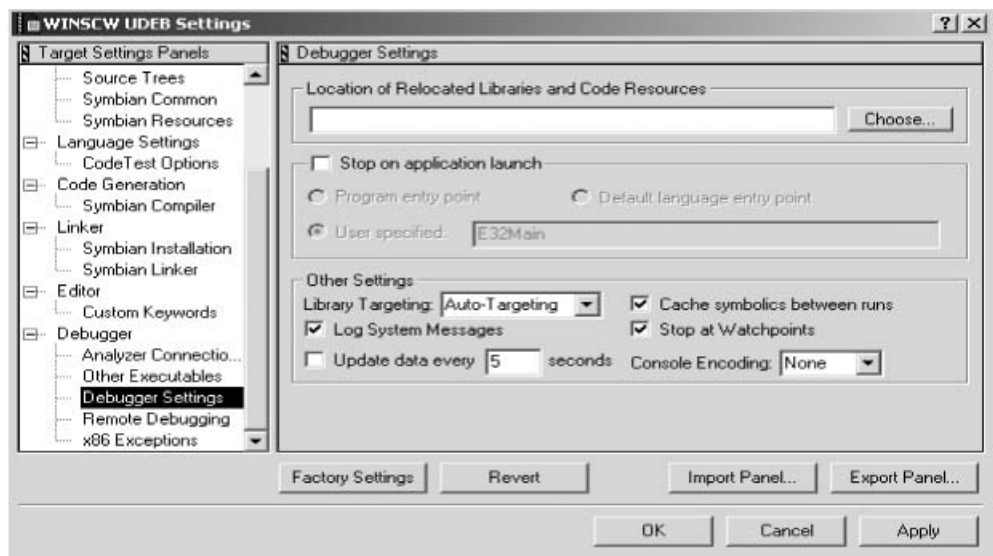 WINSCW UDEB Settings
Target Settings Panels
Source Trees
Symbian Common
Symbian Resources
Language Settings
CodeTest Options
Code Generation
Symbian Compiler
Linker
Symbian Installation
Symbian Linker
Editor
Custom Keywords
Debugger
Analyzer Connectio...
Other Executables
Debugger Settings
Remote Debugging
x86 Exceptions
Debugger Settings
Location of Relocated Libraries and Code Resources
Choose...
Stop on application launch
Program entry point Default language entry point
User specified: E32Main
Other Settings
Library Targeting: Auto-Targeting Cache symbolics between runs
Log System Messages Stop at Watchpoints
Update data every 5 seconds Console Encoding: None
Factory Settings Revert Import Panel... Export Panel...
OK Cancel Apply